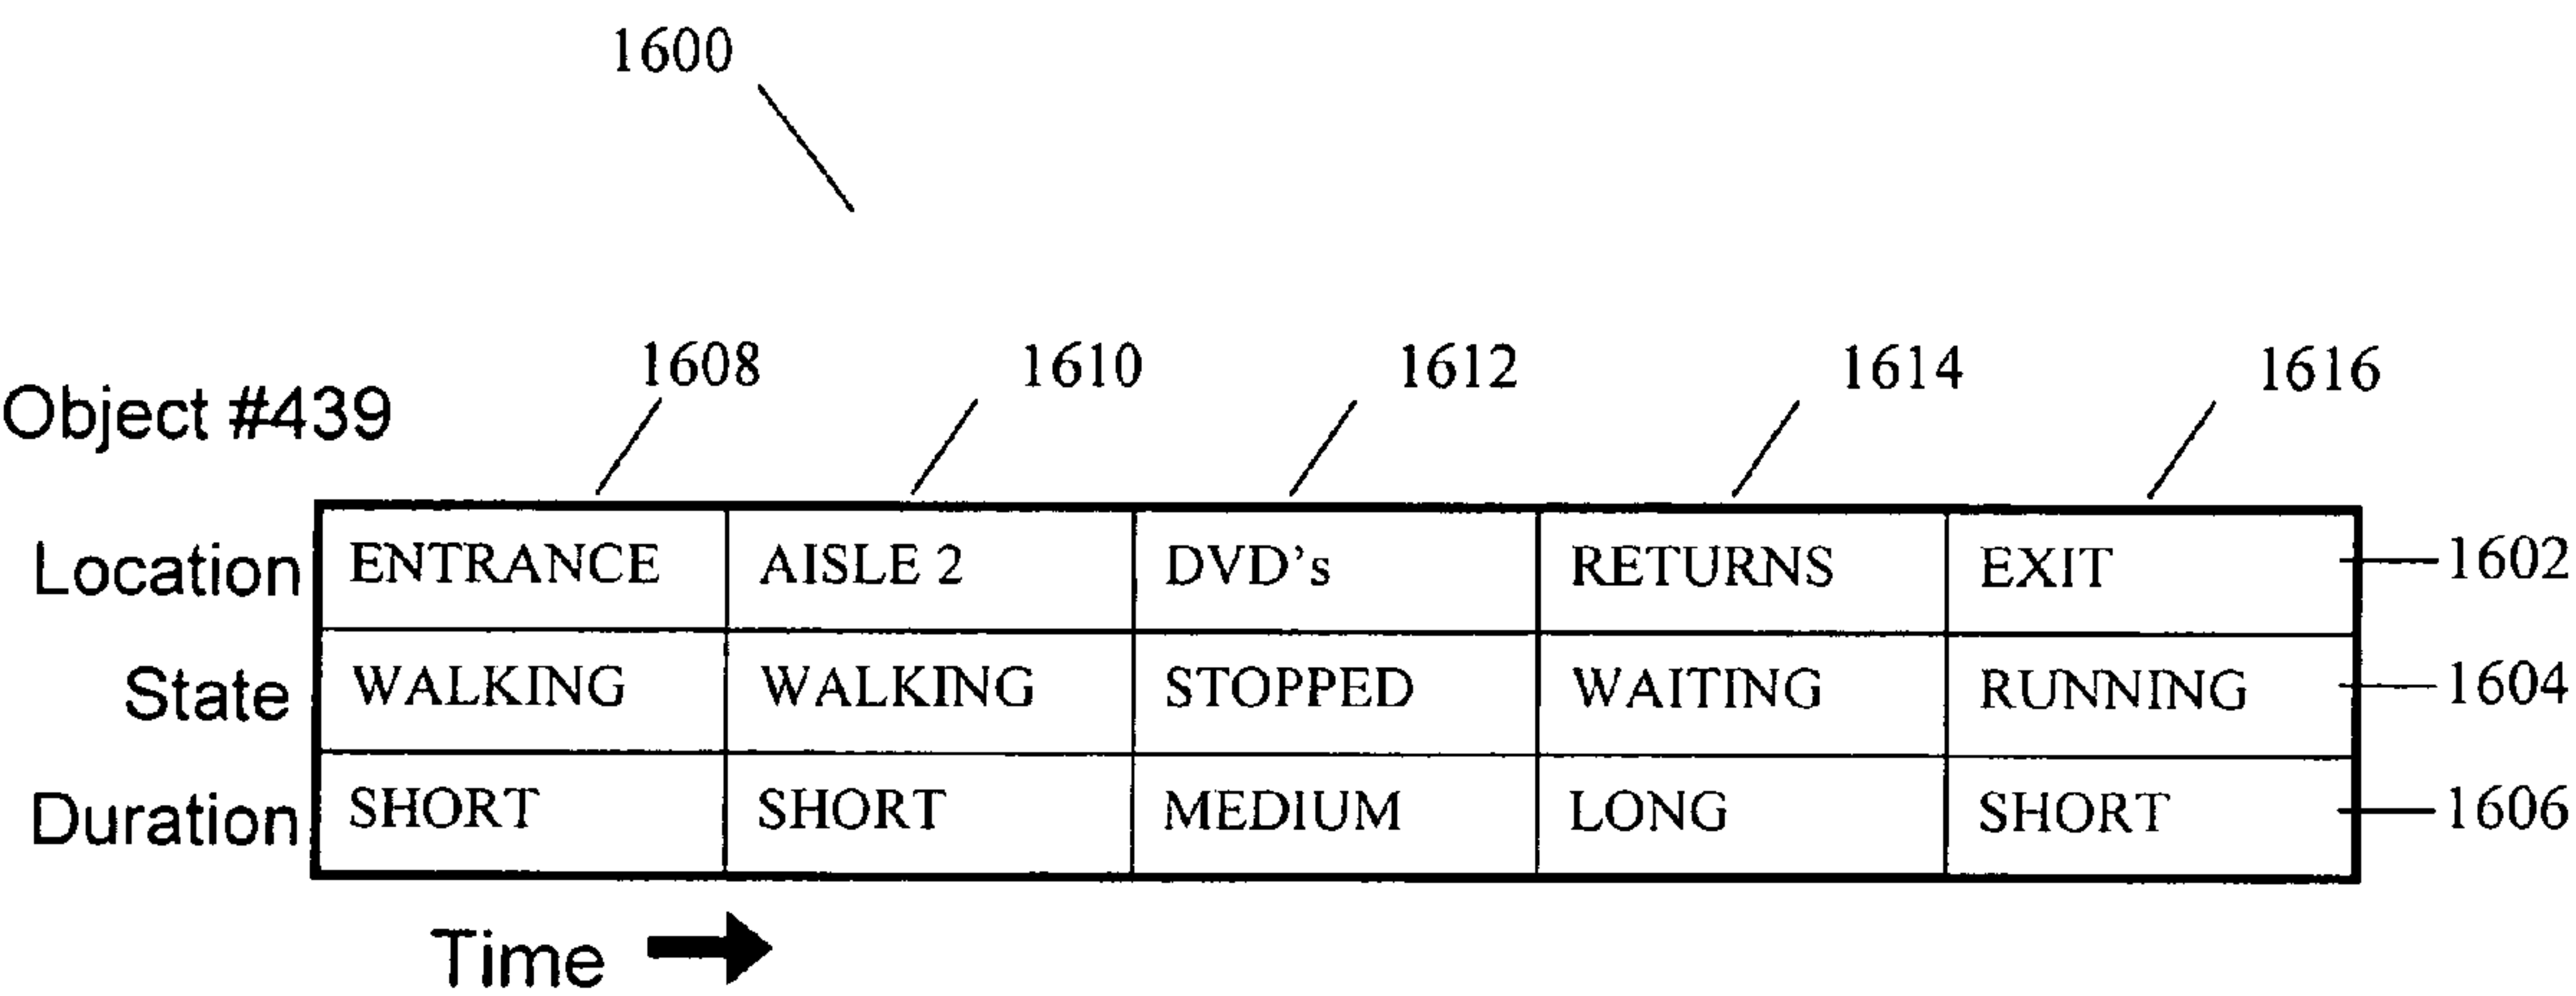 1600
1608 1610 1612 1614 1616
Object #439
Location ENTRANCE AISLE 2 DVD's RETURNS EXIT 1602
State WALKING WALKING STOPPED WAITING RUNNING 1604
Duration SHORT SHORT MEDIUM LONG SHORT 1606
Time